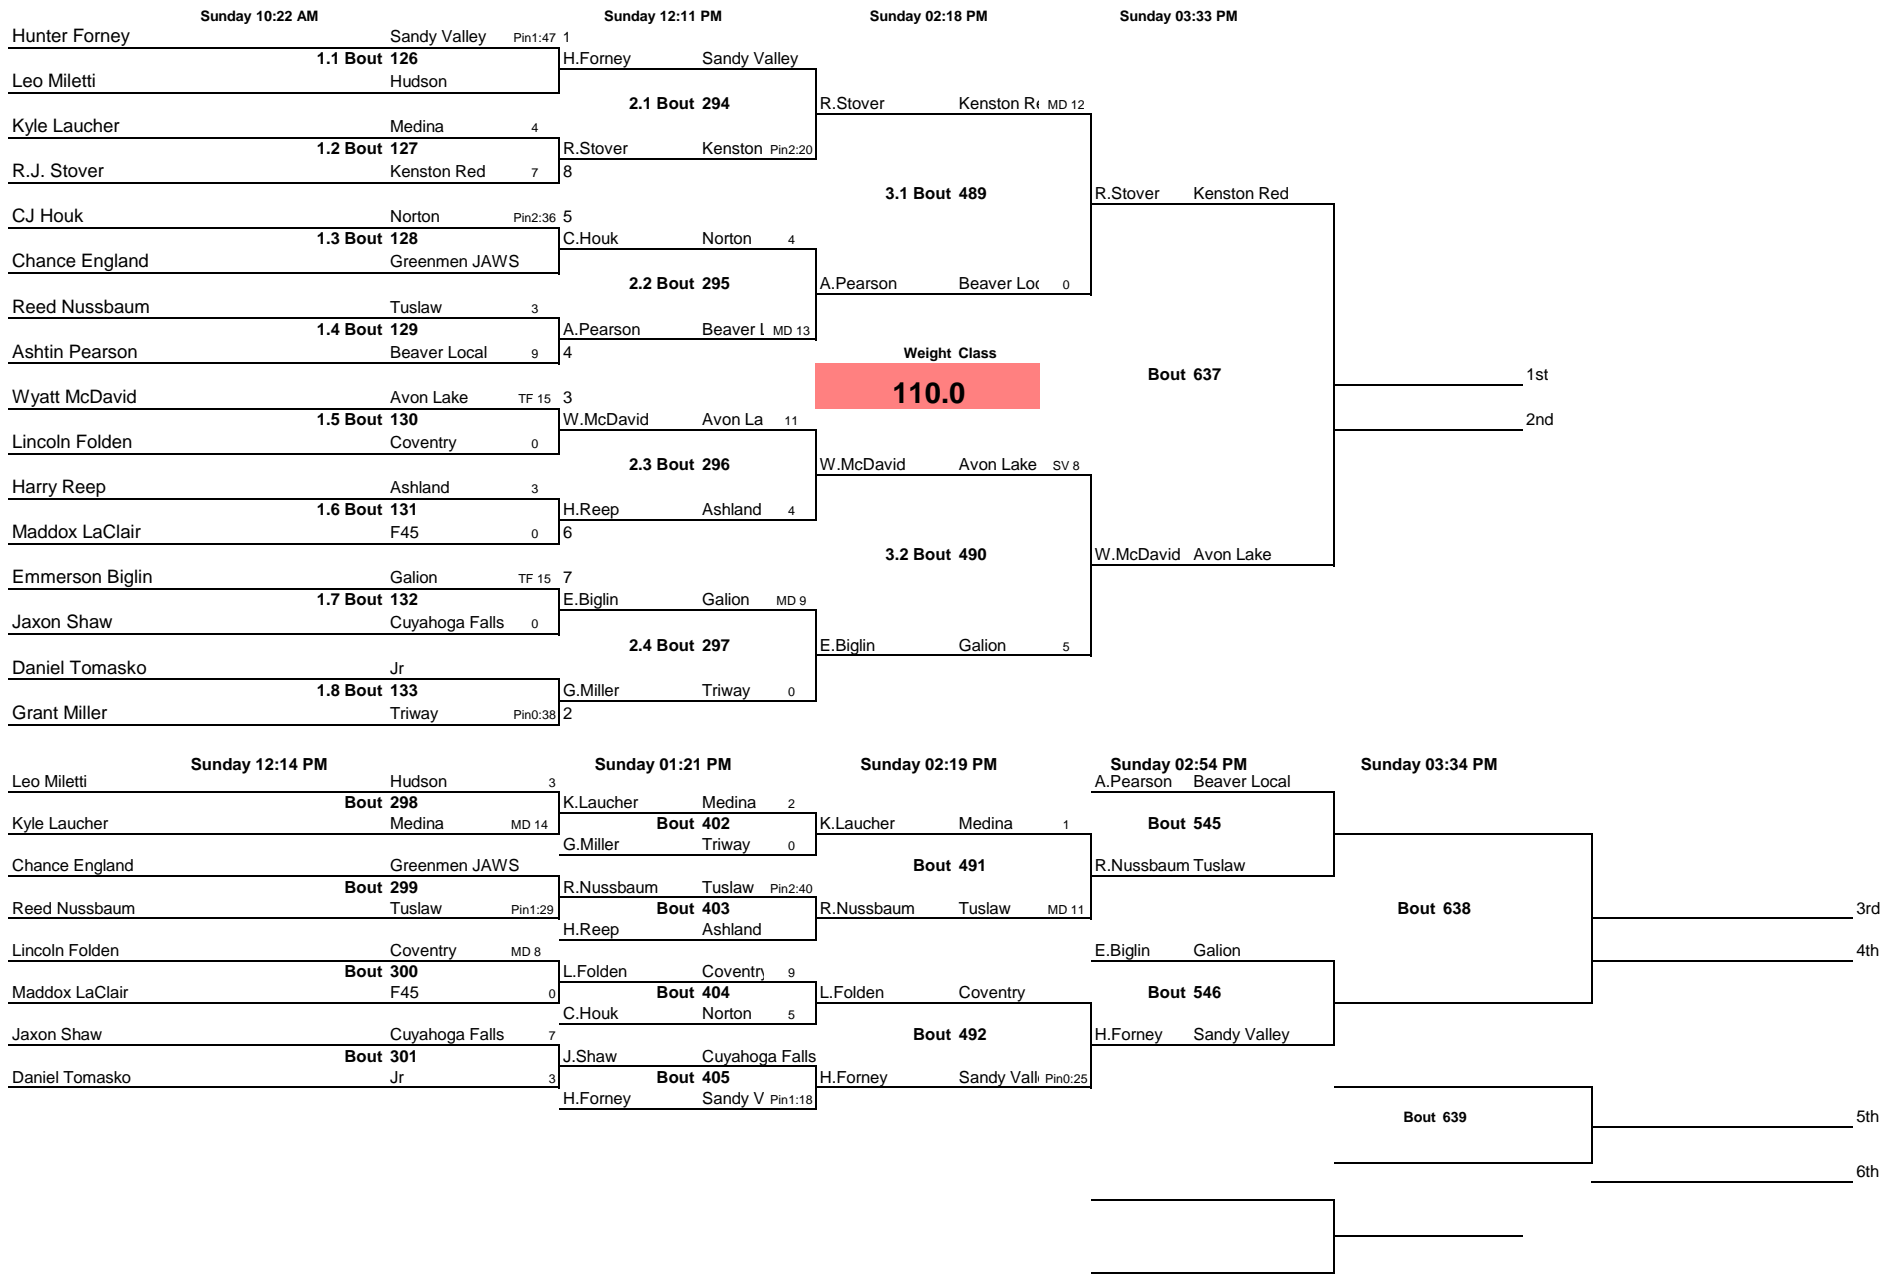 Sunday 10:22 AM Sunday 12:11 PM Sunday 02:18 PM Sunday 03:33 PM
Hunter Forney Sandy Valley Pin1:47 1
1.1 Bout 126 H.Forney Sandy Valley
Leo Miletti Hudson
2.1 Bout 294 R.Stover Kenston Re MD 12
Kyle Laucher Medina 4
1.2 Bout 127 R.Stover Kenston Pin2:20
R.J. Stover Kenston Red 7 8
3.1 Bout 489 R.Stover Kenston Red
CJ Houk Norton Pin2:36 5
1.3 Bout 128 C.Houk Norton 4
Chance England Greenmen JAWS
2.2 Bout 295 A.Pearson Beaver Loc 0
Reed Nussbaum Tuslaw 3
1.4 Bout 129 A.Pearson Beaver L MD 13
Ashtin Pearson Beaver Local 9 4 Weight Class
Bout 637 1st
110.0
Wyatt McDavid Avon Lake TF 15 3
1.5 Bout 130 W.McDavid Avon La 11 2nd
Lincoln Folden Coventry 0
2.3 Bout 296 W.McDavid Avon Lake SV 8
Harry Reep Ashland 3
1.6 Bout 131 H.Reep Ashland 4
Maddox LaClair F45 0 6
3.2 Bout 490 W.McDavid Avon Lake
Emmerson Biglin Galion TF 15 7
1.7 Bout 132 E.Biglin Galion MD 9
Jaxon Shaw Cuyahoga Falls 0
2.4 Bout 297 E.Biglin Galion 5
Daniel Tomasko Jr
1.8 Bout 133 G.Miller Triway 0
Grant Miller Triway Pin0:38 2
Sunday 12:14 PM Sunday 01:21 PM Sunday 02:19 PM Sunday 02:54 PM Sunday 03:34 PM
Leo Miletti Hudson 3 A.Pearson Beaver Local
Bout 298 K.Laucher Medina 2
Kyle Laucher Medina MD 14 Bout 402 K.Laucher Medina 1 Bout 545
G.Miller Triway 0
Chance England Greenmen JAWS Bout 491 R.Nussbaum Tuslaw
Bout 299 R.Nussbaum Tuslaw Pin2:40
Reed Nussbaum Tuslaw Pin1:29 Bout 403 R.Nussbaum Tuslaw MD 11 Bout 638 3rd
H.Reep Ashland
Lincoln Folden Coventry MD 8 E.Biglin Galion 4th
Bout 300 L.Folden Coventry 9
Maddox LaClair F45 0 Bout 404 L.Folden Coventry Bout 546
C.Houk Norton 5
Jaxon Shaw Cuyahoga Falls 7 Bout 492 H.Forney Sandy Valley
Bout 301 J.Shaw Cuyahoga Falls
Daniel Tomasko Jr 3 Bout 405 H.Forney Sandy Vall Pin0:25
H.Forney Sandy V Pin1:18
Bout 639 5th
6th